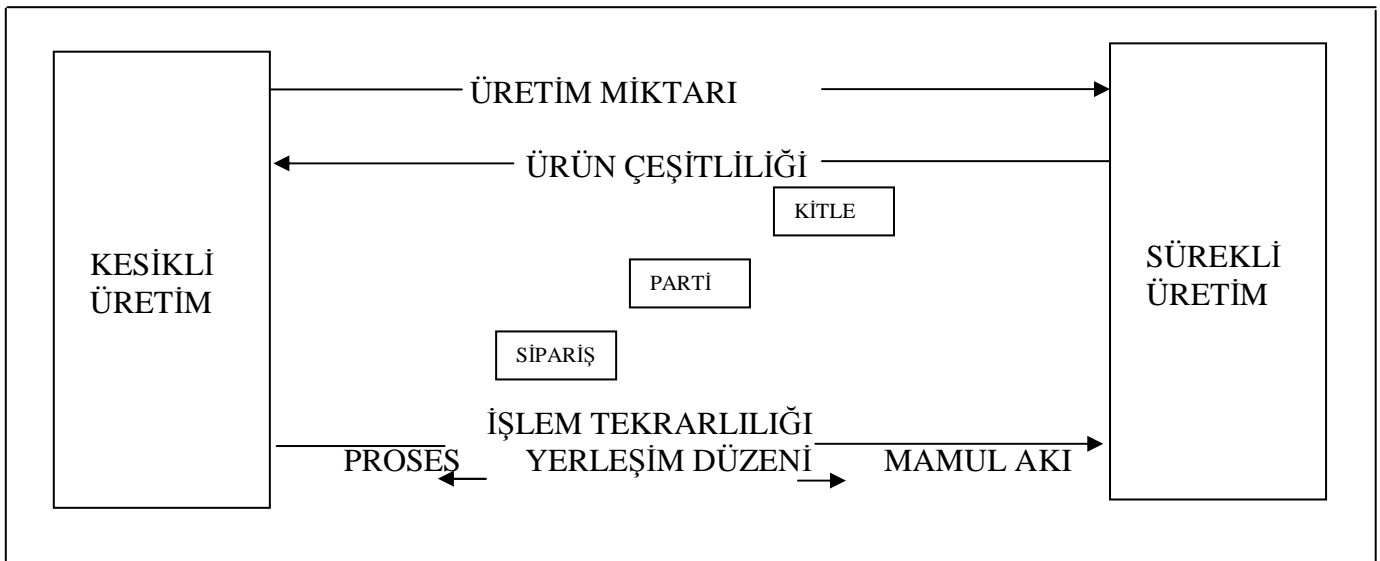 ÜRETİM MİKTARI
ÜRÜN ÇEŞİTLİLİĞİ
KİTLE
KESİKLİ
ÜRETİM
SÜREKLİ
ÜRETİM
PARTİ
SİPARİŞ
İŞLEM TEKRARLILIĞI
PROSES YERLEŞİM DÜZENİ MAMUL AKI